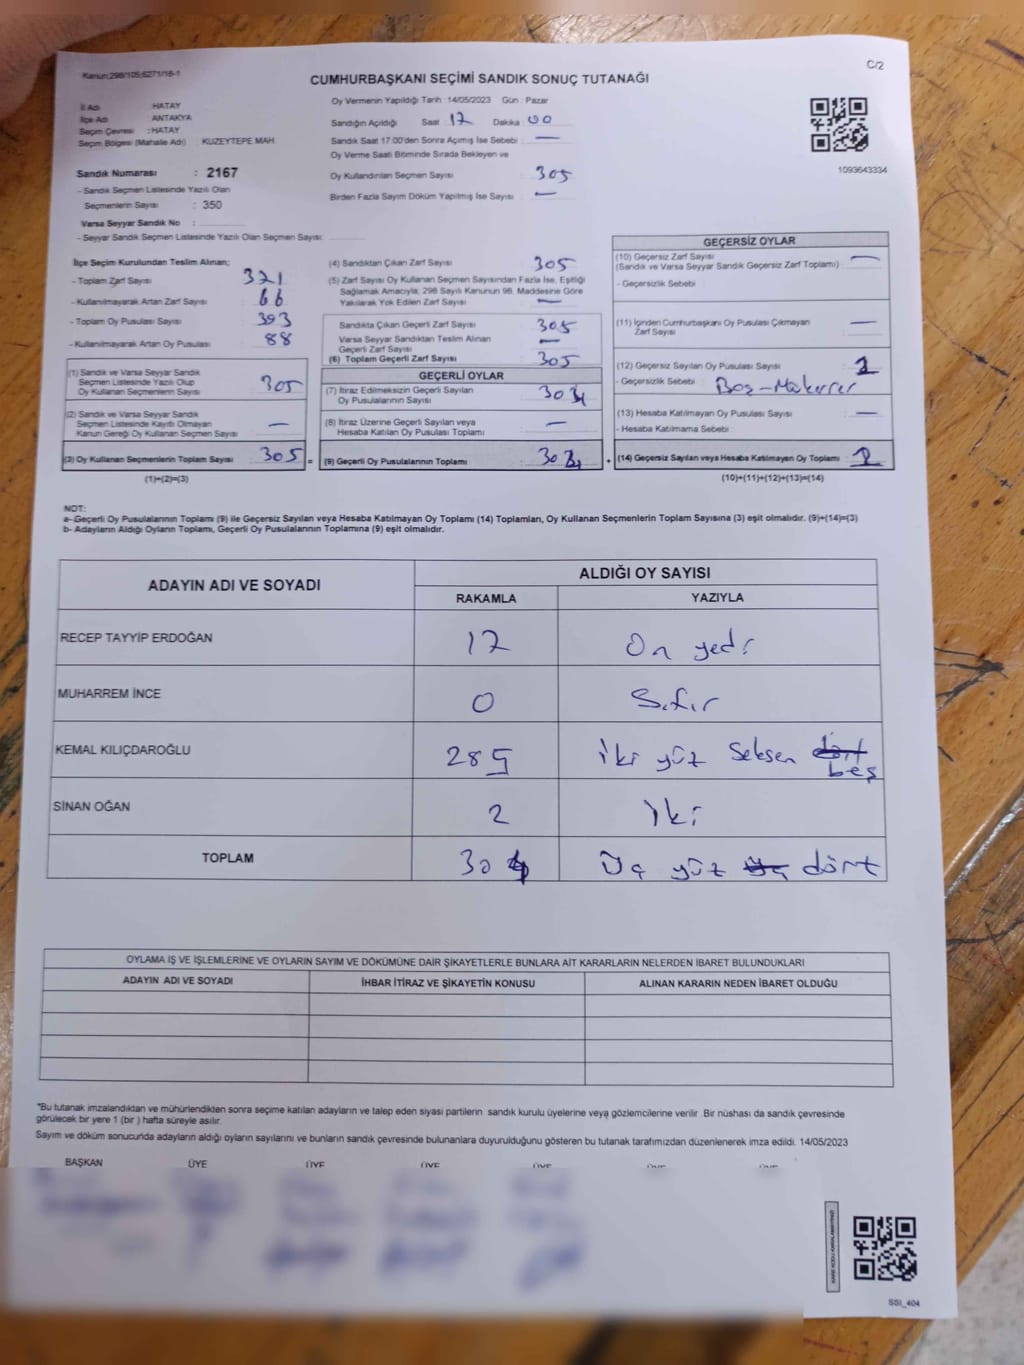 Kanun;298/105;6271/16-1
C/2
CUMHURBAŞKANI SEÇİMİ SANDIK SONUÇ TUTANAĞI
İl Adı : HATAY
İlçe Adı ANTAKYA
Seçim Çevresi : HATAY
Seçim Bölgesi (Mahalle Adı) KUZEYTEPE MAH.
Sandık Numarası : 2167
- Sandık Seçmen Listesinde Yazılı Olan
Seçmenlerin Sayısı : 350
Varsa Seyyar Sandık No :
- Seyyar Sandık Seçmen Listesinde Yazılı Olan Seçmen Sayısı:
Oy Vermenin Yapıldığı Tarih : 14/05/2023 Gün : Pazar
Sandığın Açıldığı Saat 17 Dakika 00
Sandık Saat 17:00'den Sonra Açımış İse Sebebi : —
Oy Verme Saati Bitiminde Sırada Bekleyen ve
Oy Kullandırılan Seçmen Sayısı : 305
Birden Fazla Sayım Döküm Yapılmış İse Sayısı : —
1093643334
İlçe Seçim Kurulundan Teslim Alınan;
- Toplam Zarf Sayısı : 371
- Kullanılmayarak Artan Zarf Sayısı : 66
- Toplam Oy Pusulası Sayısı : 393
- Kullanılmayarak Artan Oy Pusulası : 88
(1) Sandık ve Varsa Seyyar Sandık
Seçmen Listesinde Yazılı Olup
Oy Kullanan Seçmenlerin Sayısı : 305
(2) Sandık ve Varsa Seyyar Sandık
Seçmen Listesinde Kayıtlı Olmayan
Kanun Gereği Oy Kullanan Seçmen Sayısı : —
(3) Oy Kullanan Seçmenlerin Toplam Sayısı : 305 =
(1)+(2)=(3)
(4) Sandıktan Çıkan Zarf Sayısı : 305
(5) Zarf Sayısı Oy Kullanan Seçmen Sayısından Fazla İse, Eşitliği
Sağlamak Amacıyla, 298 Sayılı Kanunun 98. Maddesine Göre
Yakılarak Yok Edilen Zarf Sayısı : —
Sandıkta Çıkan Geçerli Zarf Sayısı : 305
Varsa Seyyar Sandıktan Teslim Alınan
Geçerli Zarf Sayısı : —
(6) Toplam Geçerli Zarf Sayısı : 305
GEÇERLİ OYLAR
(7) İtiraz Edilmeksizin Geçerli Sayılan
Oy Pusulalarının Sayısı : 304
(8) İtiraz Üzerine Geçerli Sayılan veya
Hesaba Katılan Oy Pusulası Toplamı : —
(9) Geçerli Oy Pusulalarının Toplamı : 304 +
GEÇERSİZ OYLAR
(10) Geçersiz Zarf Sayısı : —
(Sandık ve Varsa Seyyar Sandık Geçersiz Zarf Toplamı) :
- Geçersizlik Sebebi :
(11) İçinden Cumhurbaşkanı Oy Pusulası Çıkmayan
Zarf Sayısı : —
(12) Geçersiz Sayılan Oy Pusulası Sayısı : 1
- Geçersizlik Sebebi : Boş-Mükerrer
(13) Hesaba Katılmayan Oy Pusulası Sayısı : —
- Hesaba Katılmama Sebebi :
(14) Geçersiz Sayılan veya Hesaba Katılmayan Oy Toplamı : 1
(10)+(11)+(12)+(13)=(14)
NOT:
a- Geçerli Oy Pusulalarının Toplamı (9) ile Geçersiz Sayılan veya Hesaba Katılmayan Oy Toplamı (14) Toplamları, Oy Kullanan Seçmenlerin Toplam Sayısına (3) eşit olmalıdır. (9)+(14)=(3)
b- Adayların Aldığı Oyların Toplamı, Geçerli Oy Pusulalarının Toplamına (9) eşit olmalıdır.
ADAYIN ADI VE SOYADI
ALDIĞI OY SAYISI
RAKAMLA YAZIYLA
RECEP TAYYİP ERDOĞAN 17 On yedi
MUHARREM İNCE 0 Sıfır
KEMAL KILIÇDAROĞLU 285 iki yüz seksen dört beş
SİNAN OĞAN 2 iki
TOPLAM 304 Üç yüz üç dört
OYLAMA İŞ VE İŞLEMLERİNE VE OYLARIN SAYIM VE DÖKÜMÜNE DAİR ŞİKAYETLERLE BUNLARA AİT KARARLARIN NELERDEN İBARET BULUNDUKLARI
ADAYIN ADI VE SOYADI İHBAR İTİRAZ VE ŞİKAYETİN KONUSU ALINAN KARARIN NEDEN İBARET OLDUĞU
*Bu tutanak imzalandıktan ve mühürlendikten sonra seçime katılan adayların ve talep eden siyasi partilerin sandık kurulu üyelerine veya gözlemcilerine verilir. Bir nüshası da sandık çevresinde
görülecek bir yere 1 (bir ) hafta süreyle asılır.
Sayım ve döküm sonucunda adayların aldığı oyların sayılarını ve bunların sandık çevresinde bulunanlara duyurulduğunu gösteren bu tutanak tarafımızdan düzenlenerek imza edildi. 14/05/2023
BAŞKAN ÜYE ÜYE ÜYE ÜYE
SSI_404